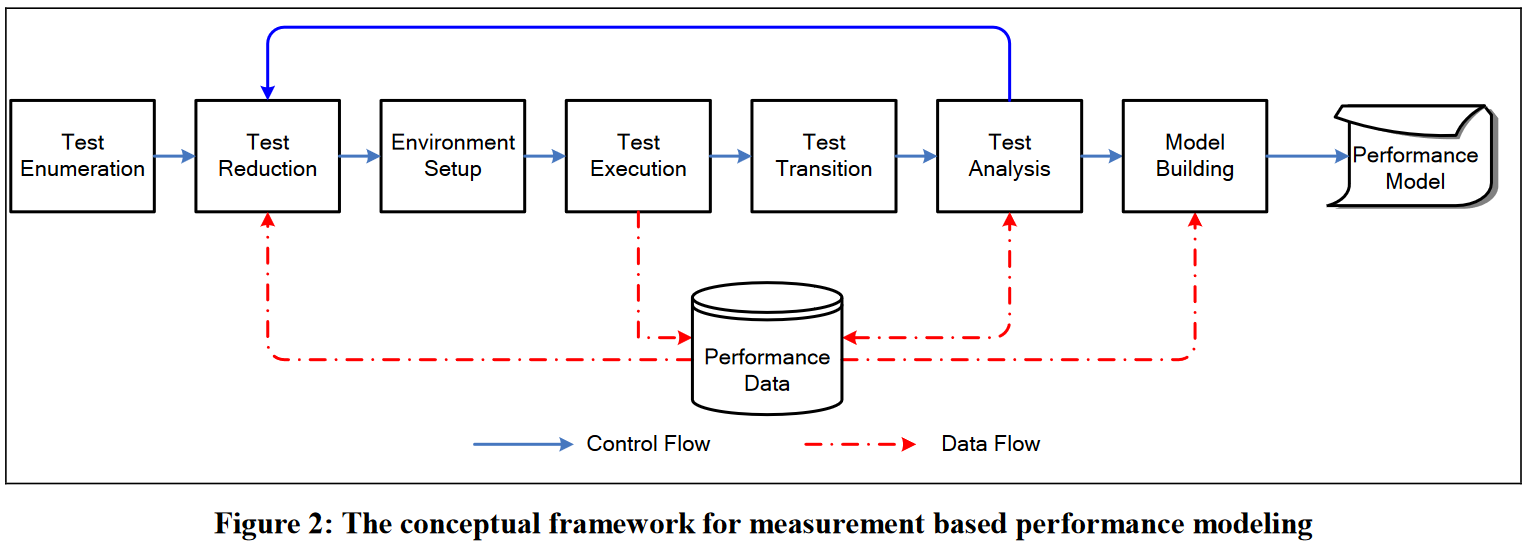 Test
Enumeration
Test
Reduction
Environment
Setup
Test
Execution
Test
Transition
Test
Analysis
Model
Building
Performance
Model
Performance
Data
Control Flow
Data Flow
Figure 2: The conceptual framework for measurement based performance modeling